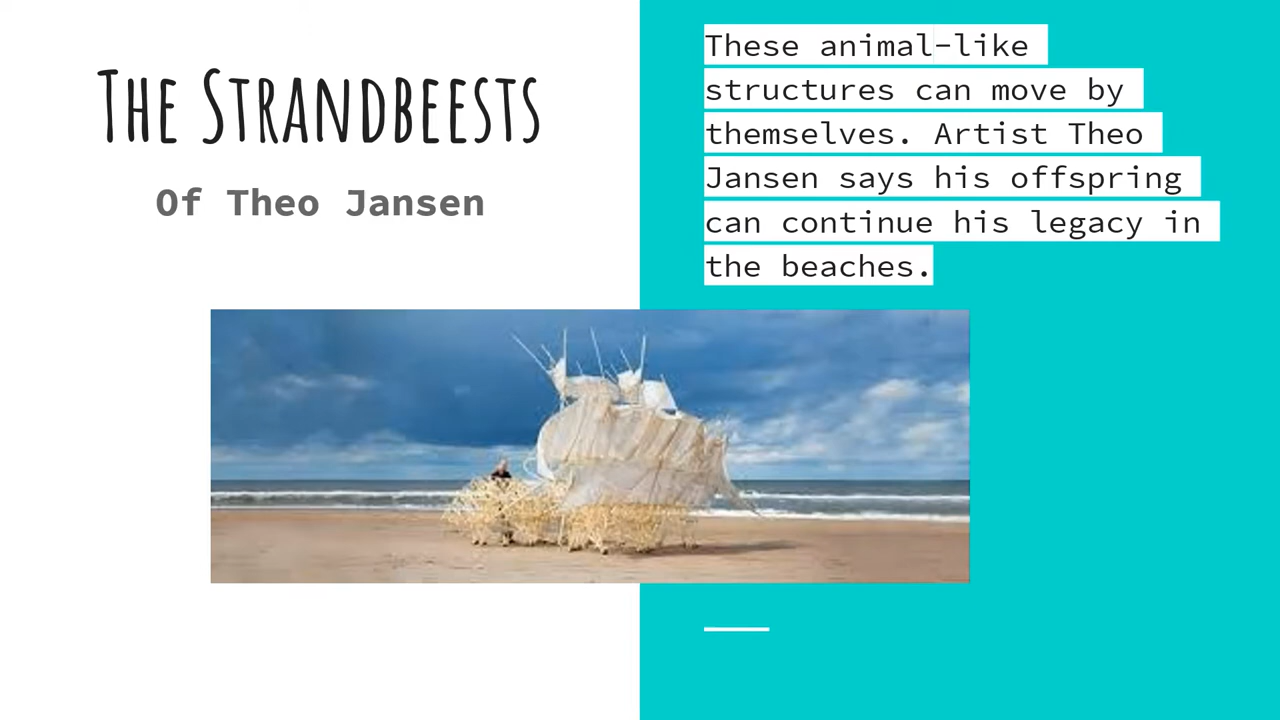 The Strandbeests
Of Theo Jansen
These animal-like
structures can move by
themselves. Artist Theo
Jansen says his offspring
can continue his legacy in
the beaches.